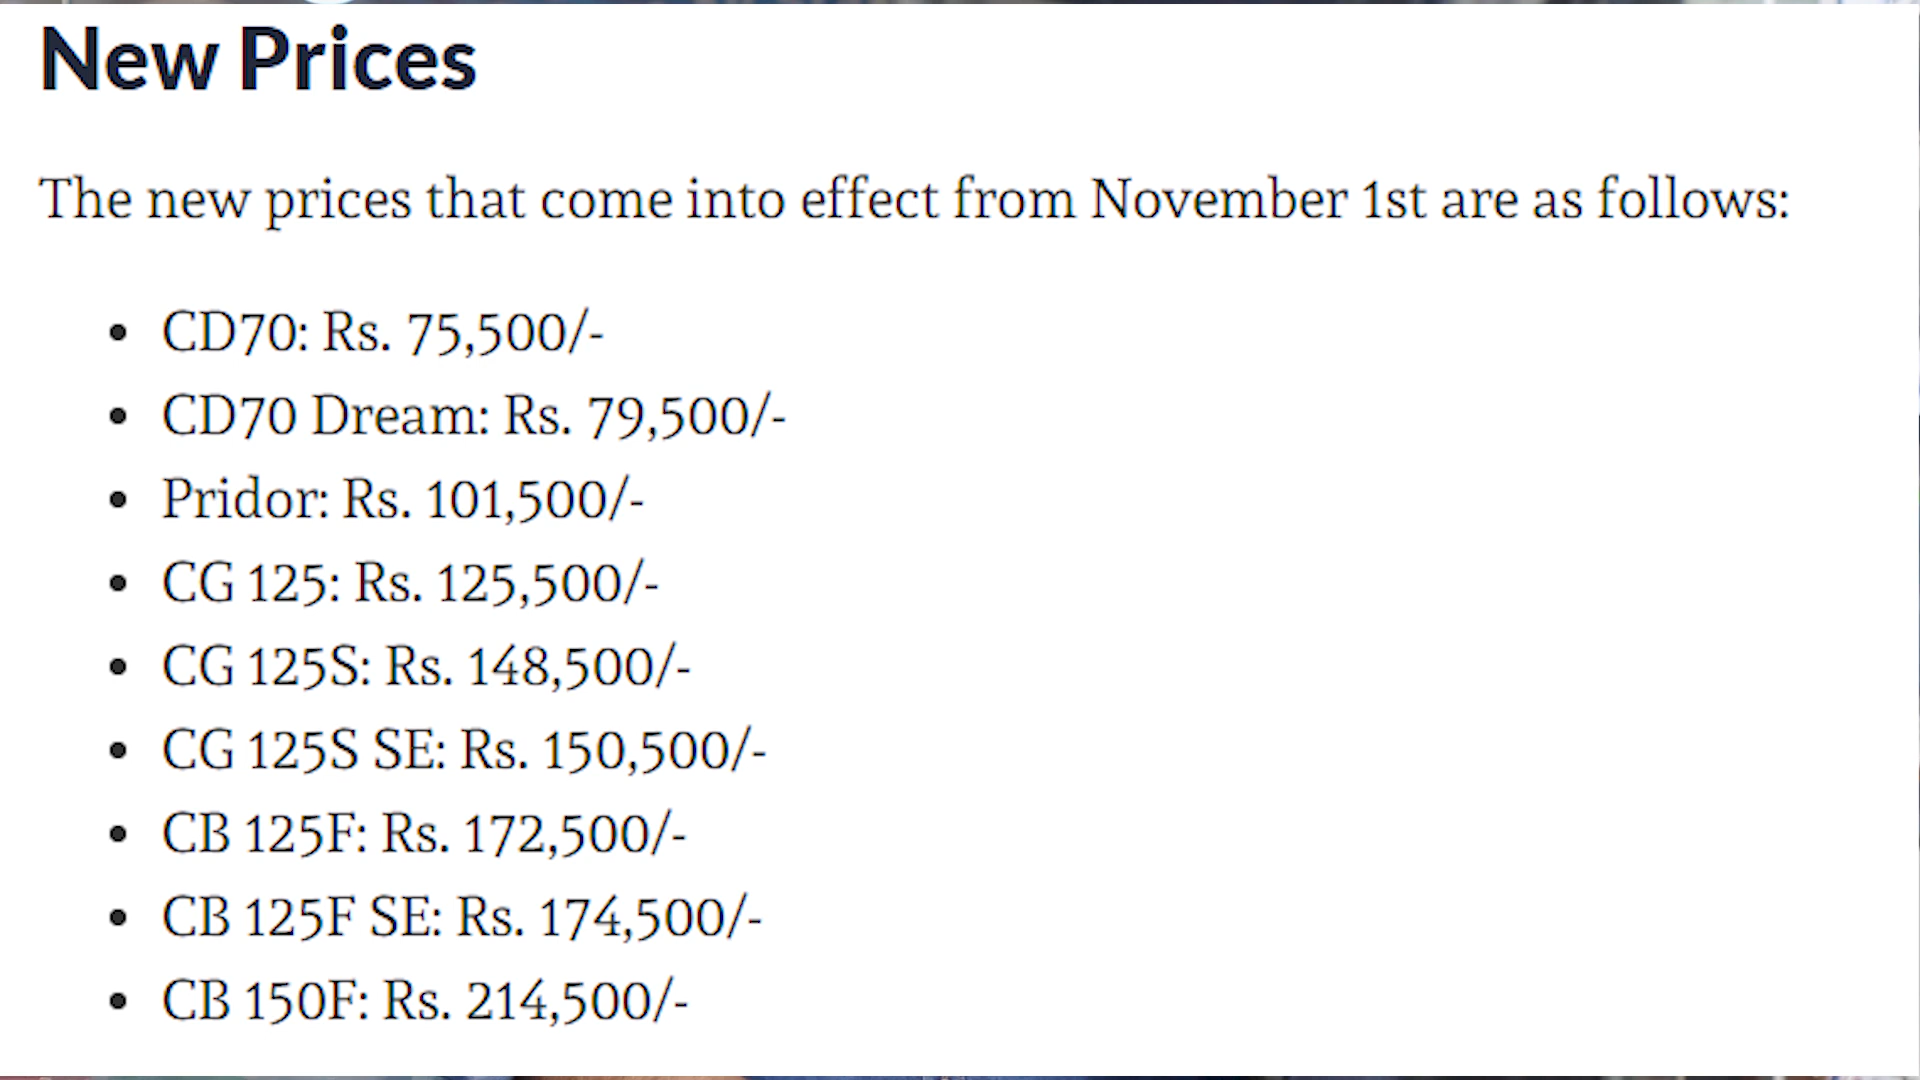 New Prices
The new prices that come into effect from November 1st are as follows:
• CD70: Rs. 75,500/-
• CD70 Dream: Rs. 79,500/-
• Pridor: Rs. 101,500/-
• CG 125: Rs. 125,500/-
• CG 125S: Rs. 148,500/-
• CG 125S SE: Rs. 150,500/-
• CB 125F: Rs. 172,500/-
• CB 125F SE: Rs. 174,500/-
• CB 150F: Rs. 214,500/-